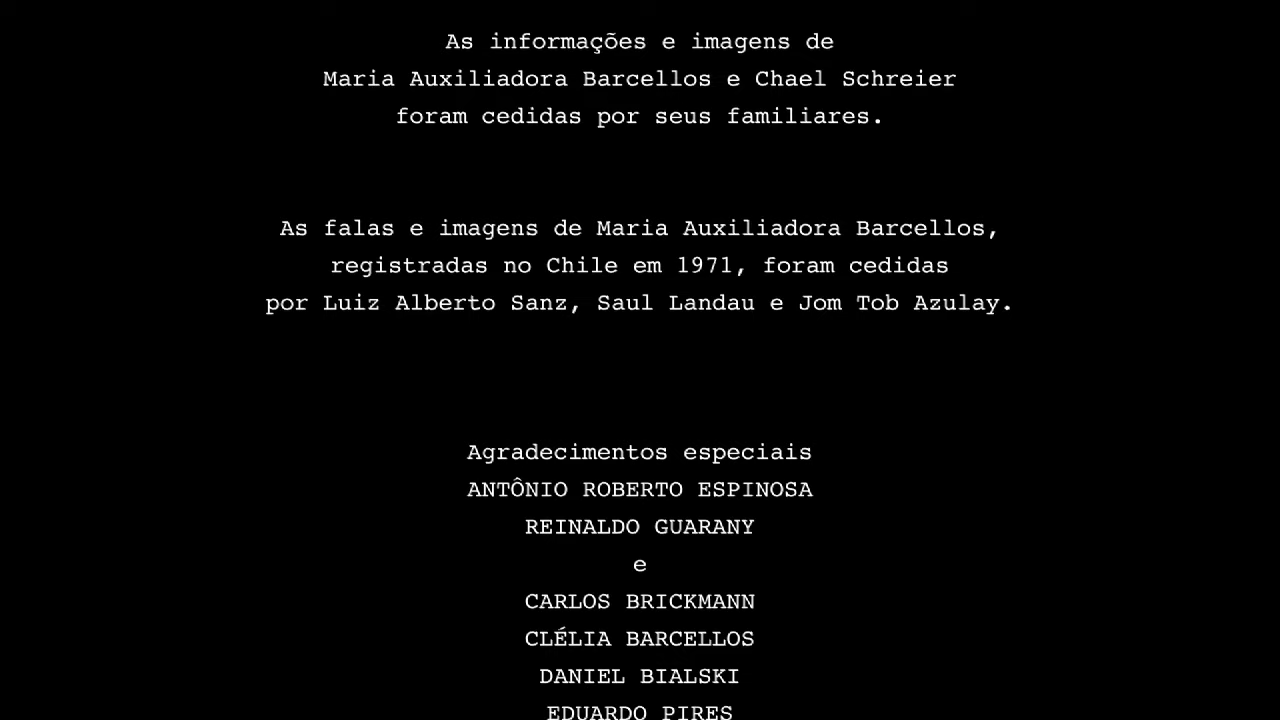 As informações e imagens de
Maria Auxiliadora Barcellos e Chael Schreier
foram cedidas por seus familiares.
As falas e imagens de Maria Auxiliadora Barcellos,
registradas no Chile em 1971, foram cedidas
por Luiz Alberto Sanz, Saul Landau e Jom Tob Azulay.
Agradecimentos especiais
ANTÔNIO ROBERTO ESPINOSA
REINALDO GUARANY
e
CARLOS BRICKMANN
CLÉLIA BARCELLOS
DANIEL BIALSKI
EDUARDO PIRES